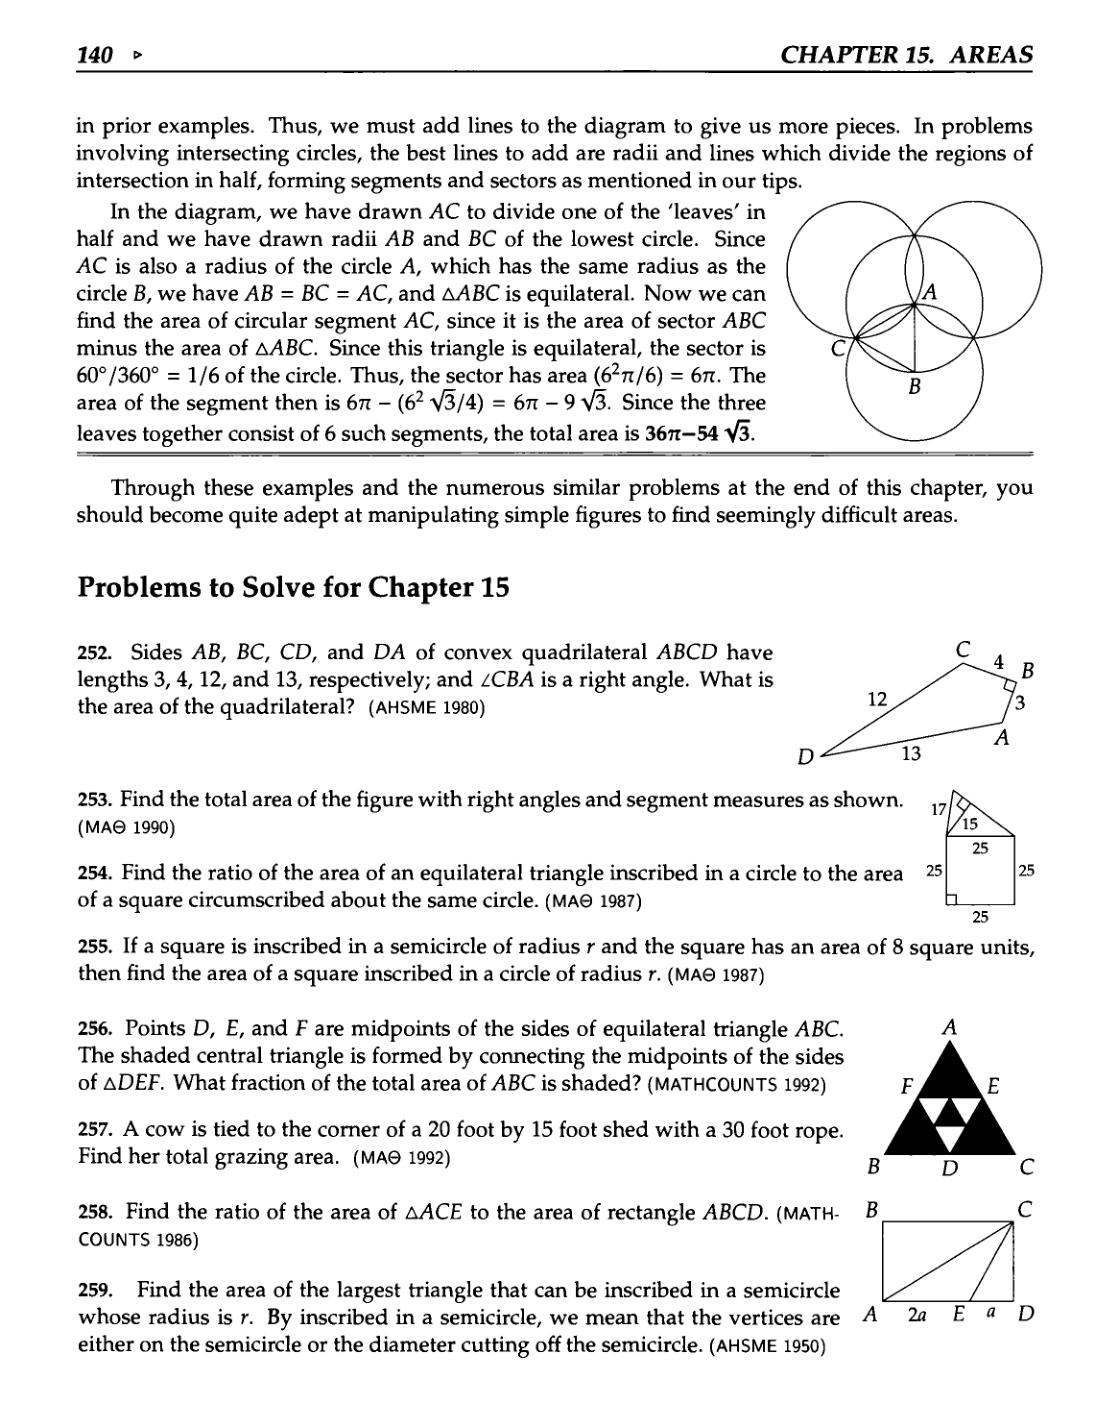 140 ▹ CHAPTER 15. AREAS
in prior examples. Thus, we must add lines to the diagram to give us more pieces. In problems
involving intersecting circles, the best lines to add are radii and lines which divide the regions of
intersection in half, forming segments and sectors as mentioned in our tips.
In the diagram, we have drawn AC to divide one of the 'leaves' in
half and we have drawn radii AB and BC of the lowest circle. Since
AC is also a radius of the circle A, which has the same radius as the
circle B, we have AB = BC = AC, and △ABC is equilateral. Now we can
find the area of circular segment AC, since it is the area of sector ABC
minus the area of △ABC. Since this triangle is equilateral, the sector is
60°/360° = 1/6 of the circle. Thus, the sector has area (6²π/6) = 6π. The
area of the segment then is 6π − (6² √3/4) = 6π − 9 √3. Since the three
leaves together consist of 6 such segments, the total area is 36π−54 √3.
A
C
B
Through these examples and the numerous similar problems at the end of this chapter, you
should become quite adept at manipulating simple figures to find seemingly difficult areas.
Problems to Solve for Chapter 15
252. Sides AB, BC, CD, and DA of convex quadrilateral ABCD have
lengths 3, 4, 12, and 13, respectively; and ∠CBA is a right angle. What is
the area of the quadrilateral? (AHSME 1980)
C
4
B
12
3
A
D
13
253. Find the total area of the figure with right angles and segment measures as shown.
(MAΘ 1990)
17
15
25
25
25
25
254. Find the ratio of the area of an equilateral triangle inscribed in a circle to the area
of a square circumscribed about the same circle. (MAΘ 1987)
255. If a square is inscribed in a semicircle of radius r and the square has an area of 8 square units,
then find the area of a square inscribed in a circle of radius r. (MAΘ 1987)
256. Points D, E, and F are midpoints of the sides of equilateral triangle ABC.
The shaded central triangle is formed by connecting the midpoints of the sides
of △DEF. What fraction of the total area of ABC is shaded? (MATHCOUNTS 1992)
A
F
E
B
D
C
257. A cow is tied to the corner of a 20 foot by 15 foot shed with a 30 foot rope.
Find her total grazing area. (MAΘ 1992)
258. Find the ratio of the area of △ACE to the area of rectangle ABCD. (MATH-
COUNTS 1986)
B
C
A
2a
E
a
D
259. Find the area of the largest triangle that can be inscribed in a semicircle
whose radius is r. By inscribed in a semicircle, we mean that the vertices are
either on the semicircle or the diameter cutting off the semicircle. (AHSME 1950)